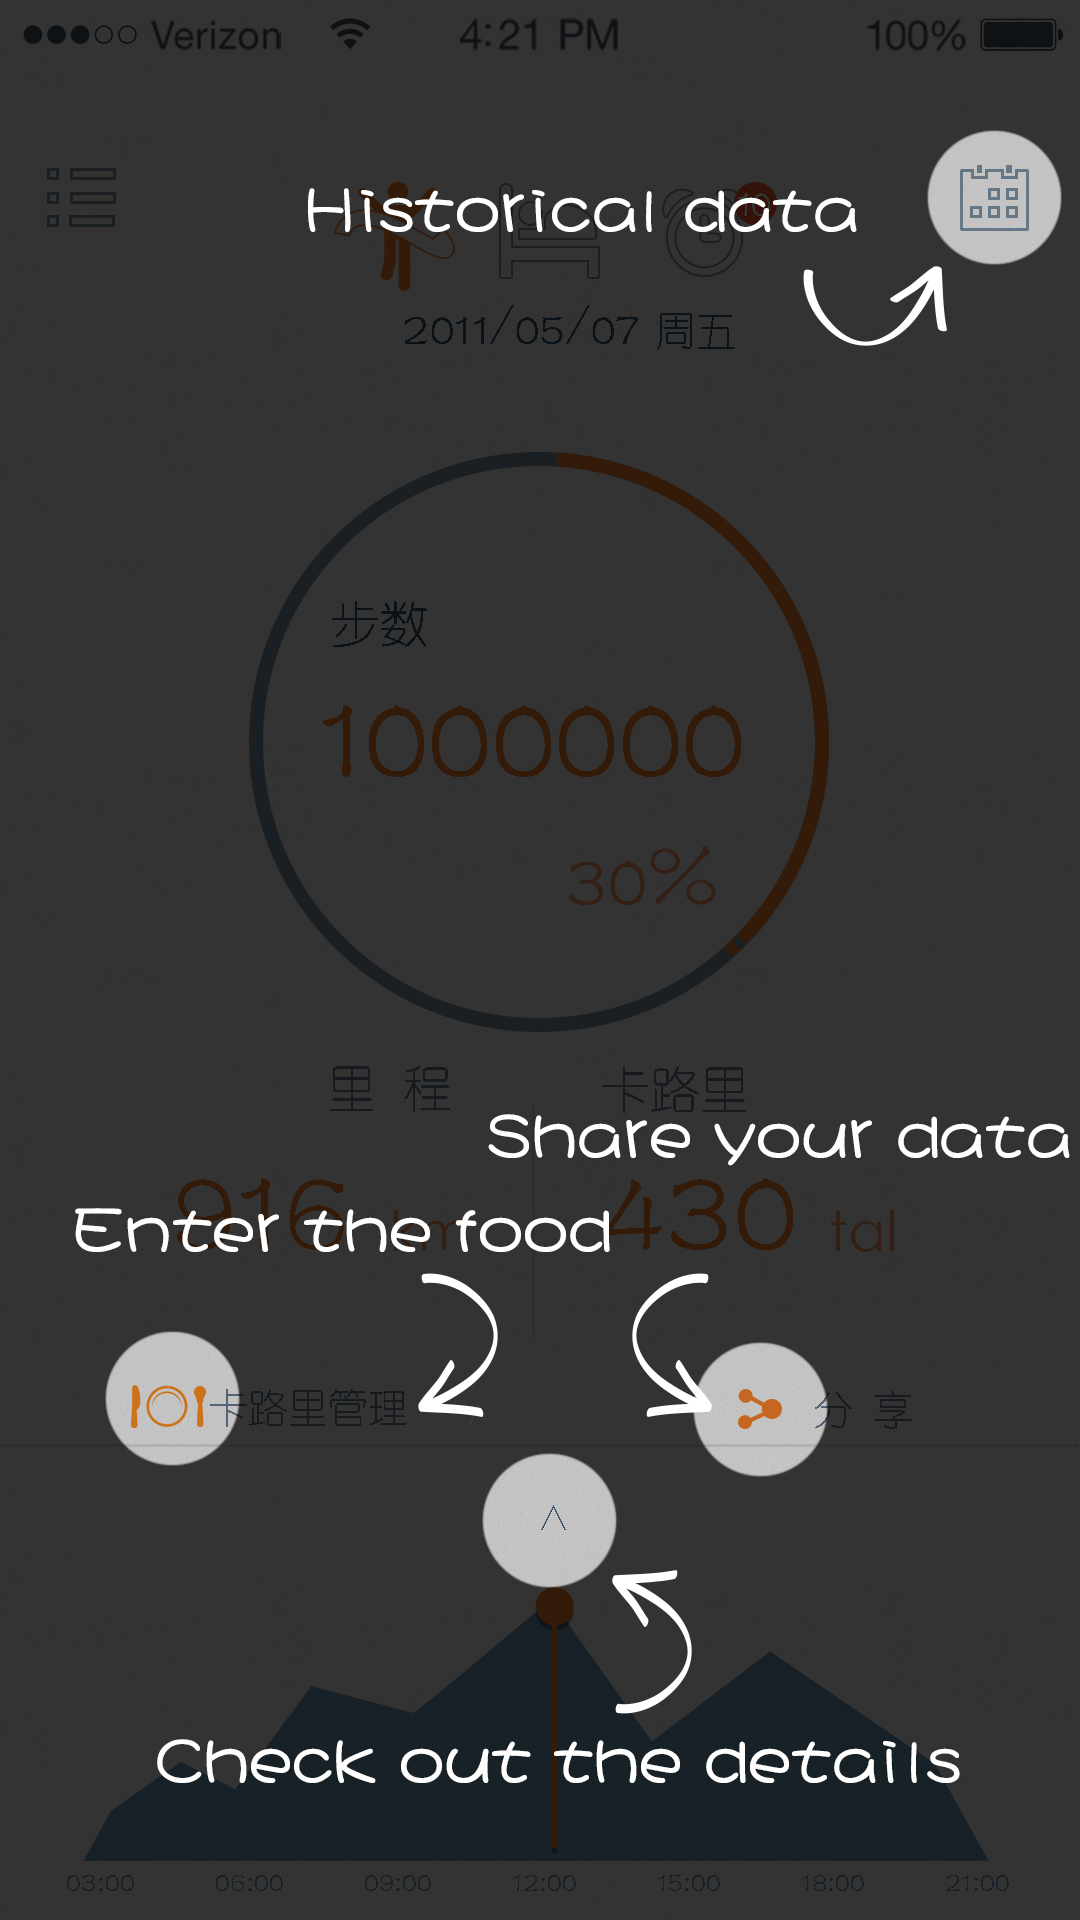 Verizon 4:21 PM 100%
Historical data
10
2011/05/07 周五
步数
1000000
30%
里 程 卡路里
Share your data
916 km 430 tal
Enter the food
卡路里管理 分 享
Check out the details
03:00 06:00 09:00 12:00 15:00 18:00 21:00